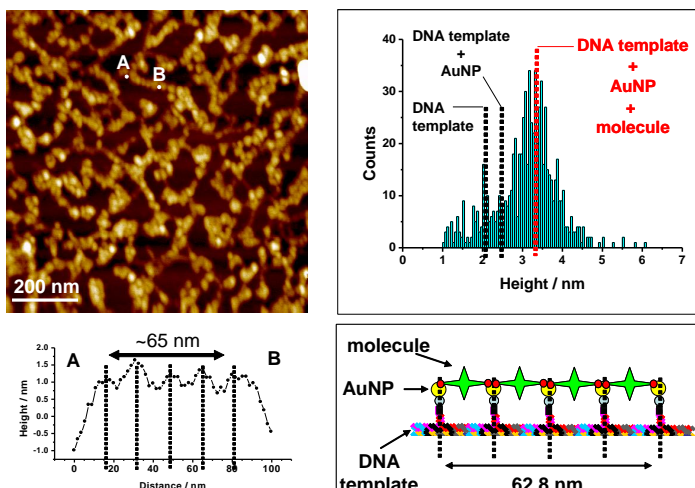 A
B
200 nm
DNA template
+
AuNP
DNA
template
DNA template
+
AuNP
+
molecule
Counts
40
30
20
10
0
0 1 2 3 4 5 6 7
Height / nm
~65 nm
A
B
Height / nm
2.0
1.5
1.0
0.5
0.0
-0.5
-1.0
0 20 40 60 80 100
Distance / nm
molecule
AuNP
DNA
template
62.8 nm